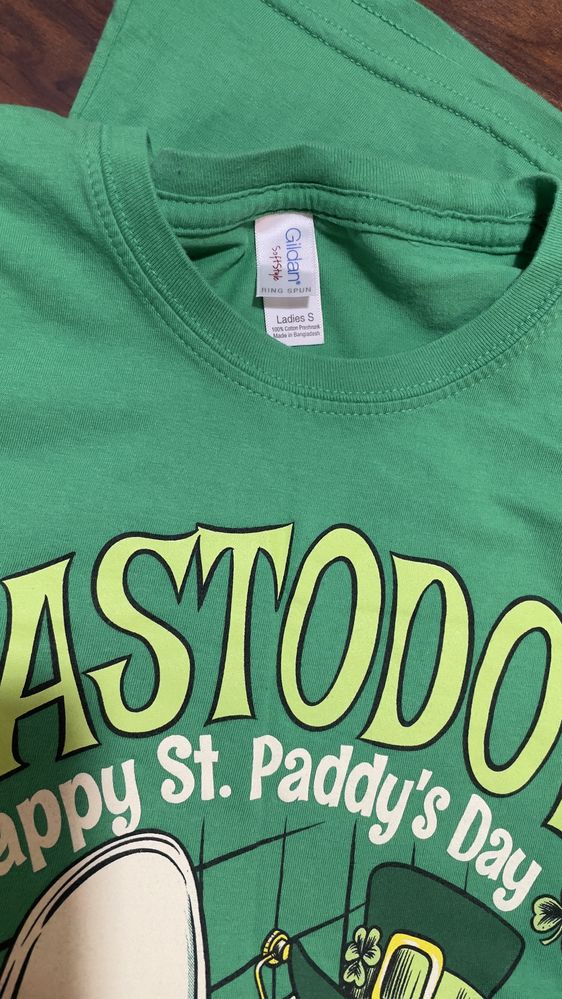 Gildan®
SoftStyle
RING SPUN
Ladies S
100% Cotton Preshrunk
Made in Bangladesh
ASTODO
appy St. Paddy's Day